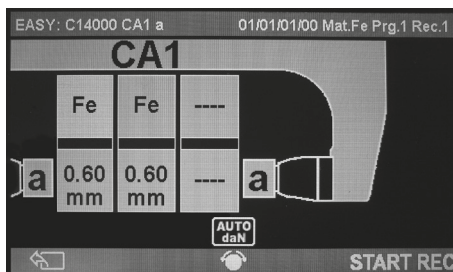 EASY: C14000 CA1 a 01/01/01/00 Mat.Fe Prg.1 Rec.1
CA1
Fe Fe ----
a 0.60 mm 0.60 mm ---- a
AUTO
daN
START REC